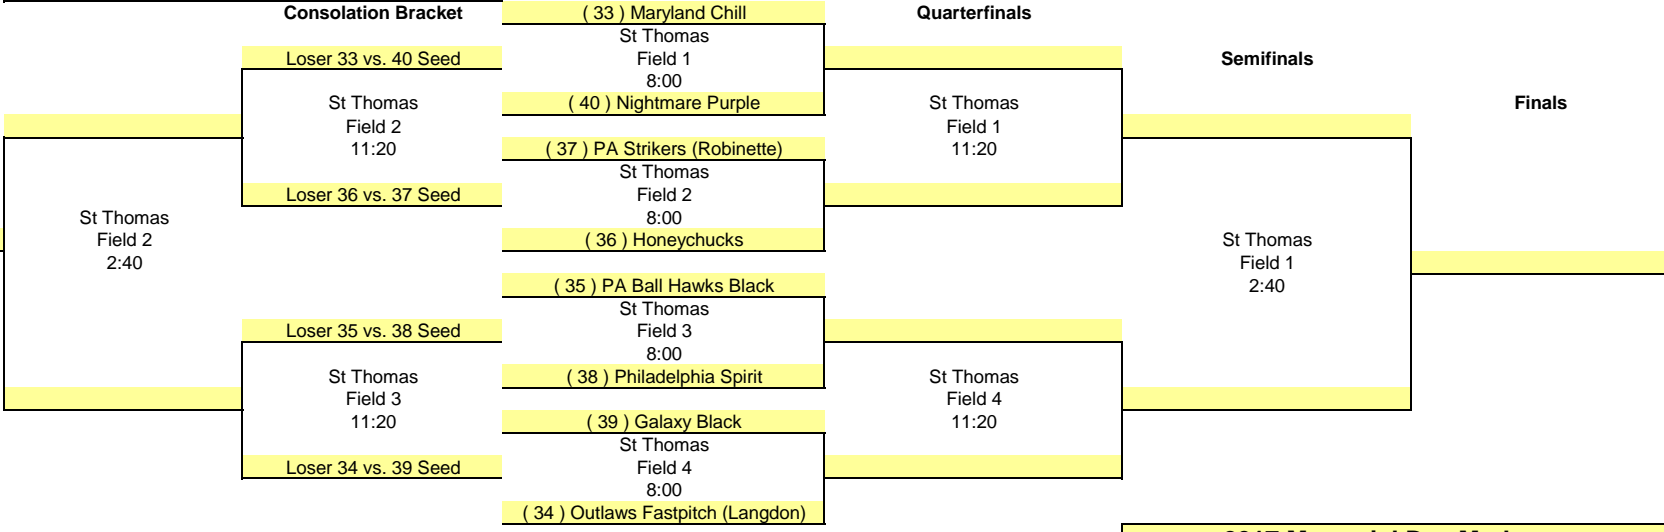 Consolation Bracket
( 33 ) Maryland Chill
Quarterfinals
St Thomas
Loser 33 vs. 40 Seed
Field 1
Semifinals
8:00
St Thomas
( 40 ) Nightmare Purple
St Thomas
Finals
Field 2
Field 1
11:20
( 37 ) PA Strikers (Robinette)
11:20
St Thomas
Loser 36 vs. 37 Seed
Field 2
St Thomas
8:00
Field 2
( 36 ) Honeychucks
St Thomas
2:40
Field 1
( 35 ) PA Ball Hawks Black
2:40
St Thomas
Loser 35 vs. 38 Seed
Field 3
8:00
St Thomas
( 38 ) Philadelphia Spirit
St Thomas
Field 3
Field 4
11:20
( 39 ) Galaxy Black
11:20
St Thomas
Loser 34 vs. 39 Seed
Field 4
8:00
( 34 ) Outlaws Fastpitch (Langdon)